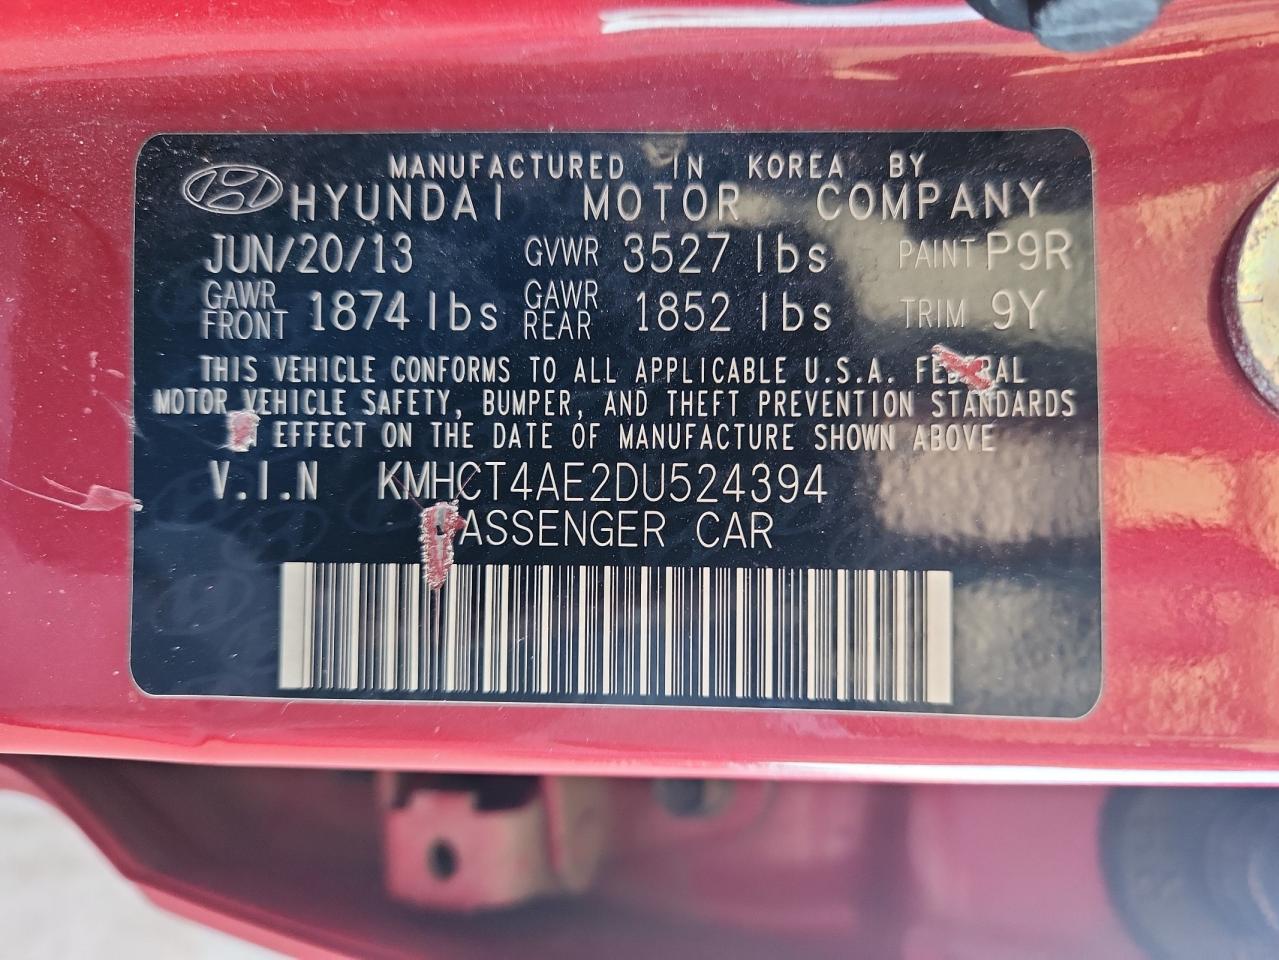 MANUFACTURED IN KOREA BY
HYUNDAI MOTOR COMPANY
JUN/20/13 GVWR 3527 lbs PAINT P9R
GAWR FRONT 1874 lbs GAWR REAR 1852 lbs TRIM 9Y
THIS VEHICLE CONFORMS TO ALL APPLICABLE U.S.A. FEDERAL
MOTOR VEHICLE SAFETY, BUMPER, AND THEFT PREVENTION STANDARDS
IN EFFECT ON THE DATE OF MANUFACTURE SHOWN ABOVE
V.I.N KMHCT4AE2DU524394
PASSENGER CAR